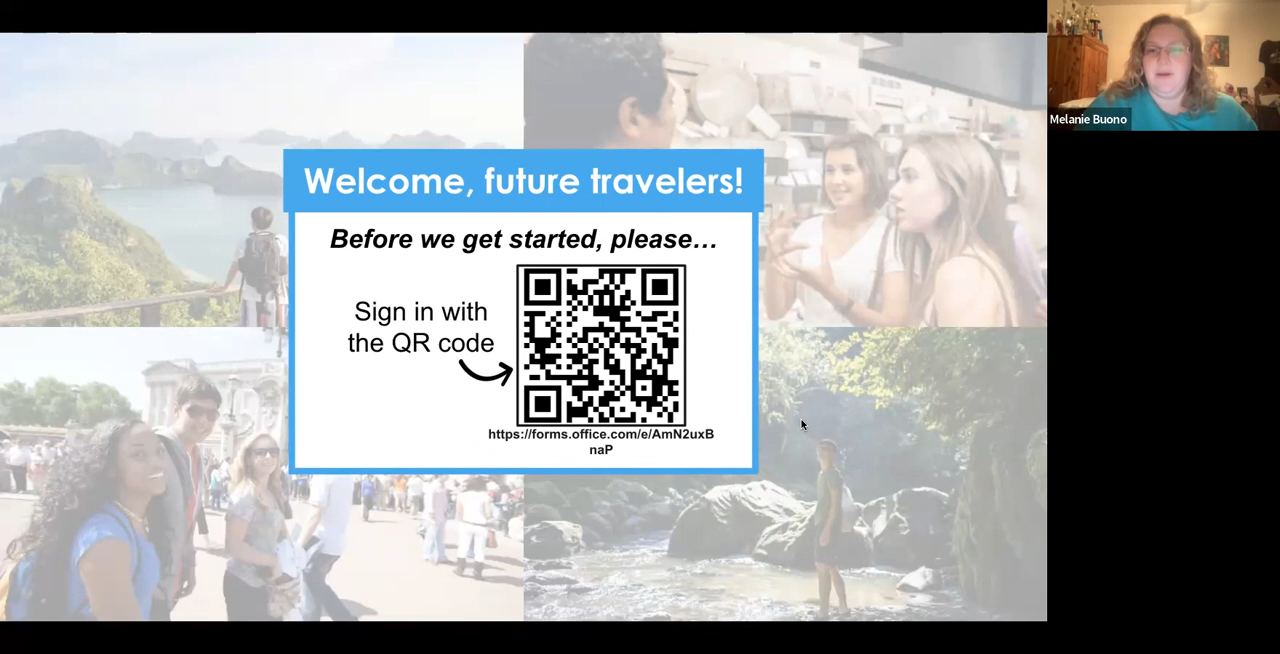 Welcome, future travelers!
Before we get started, please…
Sign in with
the QR code
https://forms.office.com/e/AmN2uxB
naP
Melanie Buono